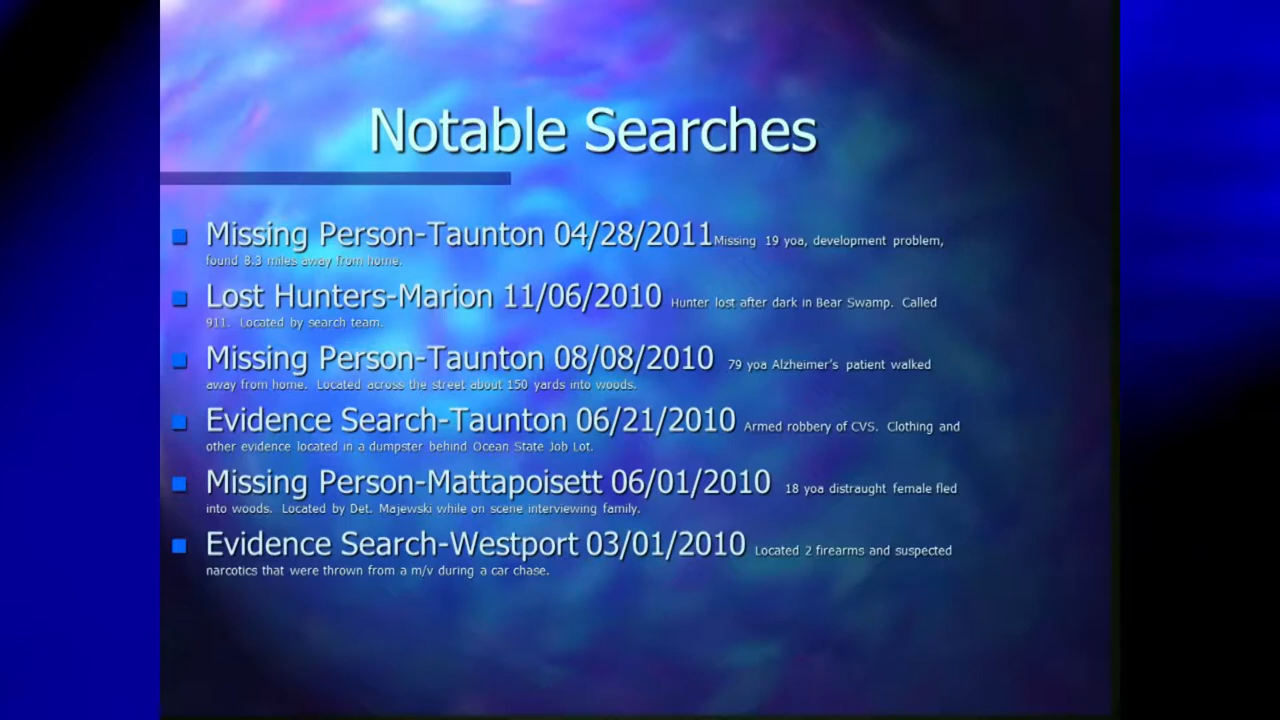 Notable Searches
Missing Person-Taunton 04/28/2011Missing 19 yoa, development problem,
found 8.3 miles away from home.
Lost Hunters-Marion 11/06/2010 Hunter lost after dark in Bear Swamp. Called
911. Located by search team.
Missing Person-Taunton 08/08/2010 79 yoa Alzheimer's patient walked
away from home. Located across the street about 150 yards into woods.
Evidence Search-Taunton 06/21/2010 Armed robbery of CVS. Clothing and
other evidence located in a dumpster behind Ocean State Job Lot.
Missing Person-Mattapoisett 06/01/2010 18 yoa distraught female fled
into woods. Located by Det. Majewski while on scene interviewing family.
Evidence Search-Westport 03/01/2010 Located 2 firearms and suspected
narcotics that were thrown from a m/v during a car chase.